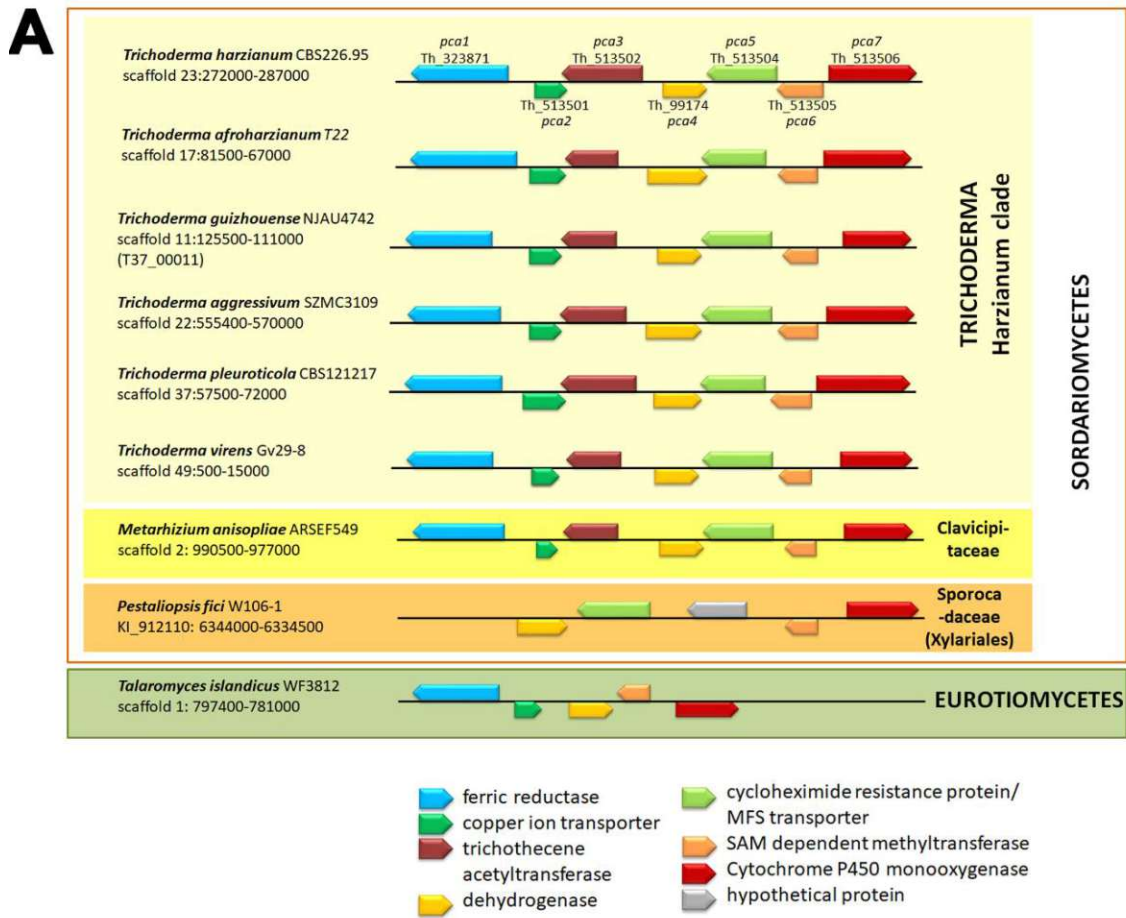 A
Trichoderma harzianum CBS226.95
scaffold 23:272000-287000
pca1
Th_323871
pca3
Th_513502
pca5
Th_513504
pca7
Th_513506
Th_513501
pca2
Th_99174
pca4
Th_513505
pca6
Trichoderma afroharzianum T22
scaffold 17:81500-67000
Trichoderma guizhouense NJAU4742
scaffold 11:125500-111000
(T37_00011)
Trichoderma aggressivum SZMC3109
scaffold 22:555400-570000
Trichoderma pleuroticola CBS121217
scaffold 37:57500-72000
Trichoderma virens Gv29-8
scaffold 49:500-15000
TRICHODERMA
Harzianum clade
SORDARIOMYCETES
Metarhizium anisopliae ARSEF549
scaffold 2: 990500-977000
Clavicipi-
taceae
Pestaliopsis fici W106-1
KI_912110: 6344000-6334500
Sporoca
-daceae
(Xylariales)
Talaromyces islandicus WF3812
scaffold 1: 797400-781000
EUROTIOMYCETES
ferric reductase
copper ion transporter
trichothecene
acetyltransferase
dehydrogenase
cycloheximide resistance protein/
MFS transporter
SAM dependent methyltransferase
Cytochrome P450 monooxygenase
hypothetical protein